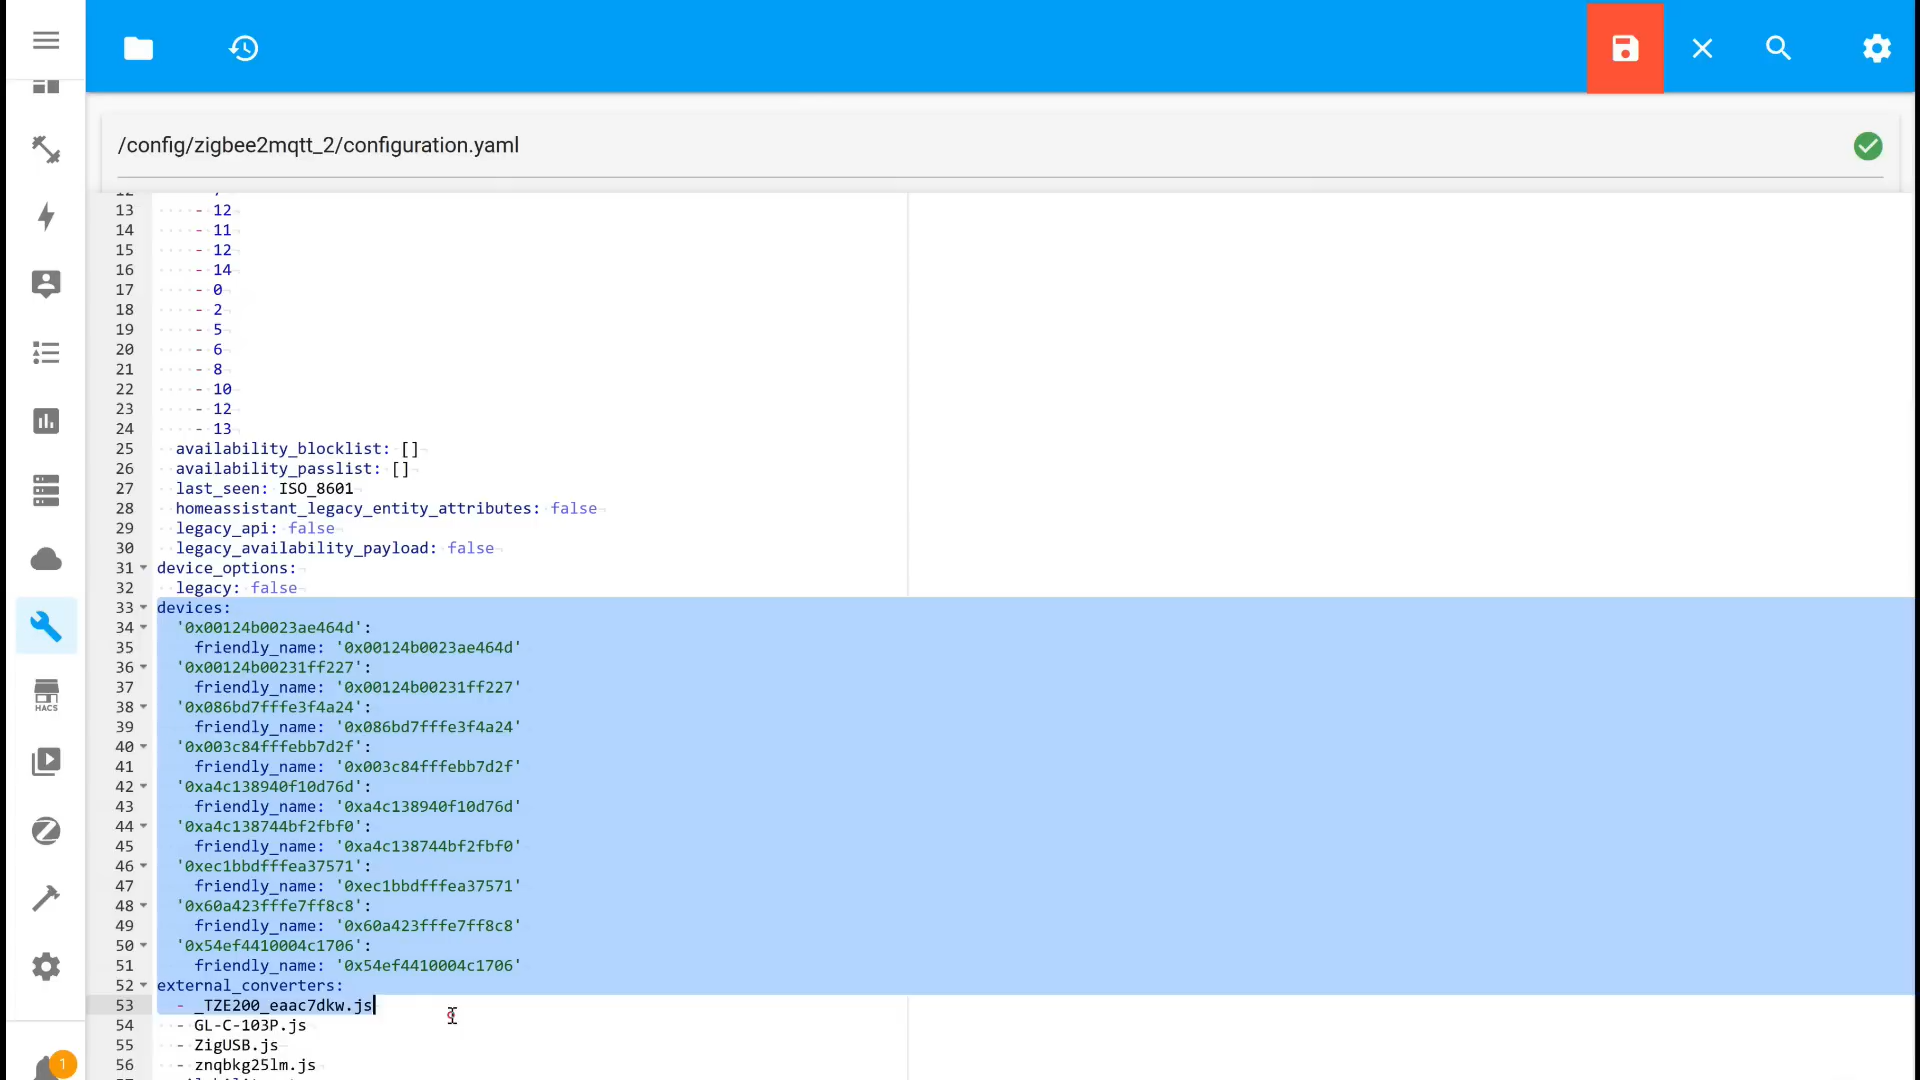 /config/zigbee2mqtt_2/configuration.yaml
13 - 12
14 - 11
15 - 12
16 - 14
17 - 0
18 - 2
19 - 5
20 - 6
21 - 8
22 - 10
23 - 12
24 - 13
25 availability_blocklist: []
26 availability_passlist: []
27 last_seen: ISO_8601
28 homeassistant_legacy_entity_attributes: false
29 legacy_api: false
30 legacy_availability_payload: false
31 device_options:
32 legacy: false
33 devices:
34 '0x00124b0023ae464d':
35 friendly_name: '0x00124b0023ae464d'
36 '0x00124b00231ff227':
37 friendly_name: '0x00124b00231ff227'
38 '0x086bd7fffe3f4a24':
39 friendly_name: '0x086bd7fffe3f4a24'
40 '0x003c84fffebb7d2f':
41 friendly_name: '0x003c84fffebb7d2f'
42 '0xa4c138940f10d76d':
43 friendly_name: '0xa4c138940f10d76d'
44 '0xa4c138744bf2fbf0':
45 friendly_name: '0xa4c138744bf2fbf0'
46 '0xec1bbdfffea37571':
47 friendly_name: '0xec1bbdfffea37571'
48 '0x60a423fffe7ff8c8':
49 friendly_name: '0x60a423fffe7ff8c8'
50 '0x54ef4410004c1706':
51 friendly_name: '0x54ef4410004c1706'
52 external_converters:
53 - _TZE200_eaac7dkw.js
54 - GL-C-103P.js
55 - ZigUSB.js
56 - znqbkg25lm.js
HACS
1